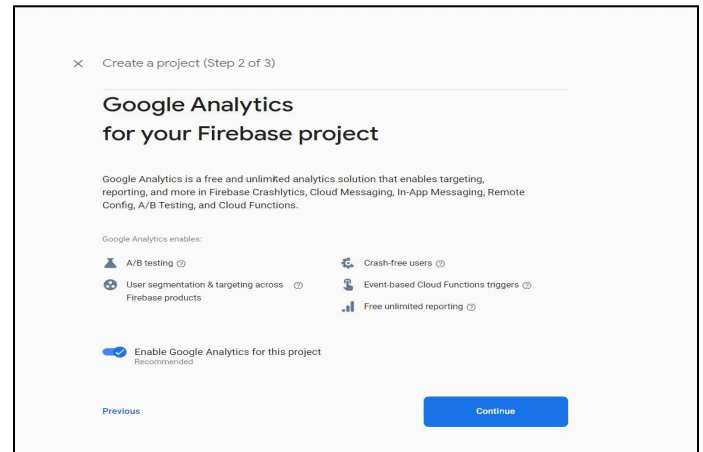 Create a project (Step 2 of 3)
Google Analytics
for your Firebase project
Google Analytics is a free and unlimited analytics solution that enables targeting,
reporting, and more in Firebase Crashlytics, Cloud Messaging, In-App Messaging, Remote
Config, A/B Testing, and Cloud Functions.
Google Analytics enables:
A/B testing
User segmentation & targeting across
Firebase products
Crash-free users
Event-based Cloud Functions triggers
Free unlimited reporting
Enable Google Analytics for this project
Recommended
Previous
Continue